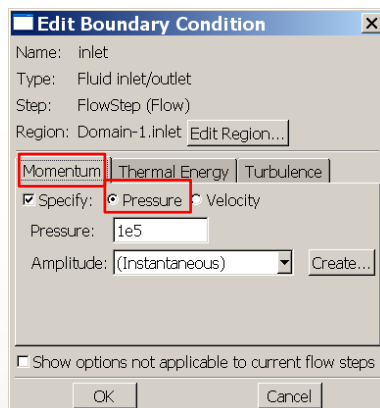 Edit Boundary Condition
Name: inlet
Type: Fluid inlet/outlet
Step: FlowStep (Flow)
Region: Domain-1.inlet Edit Region...
Momentum Thermal Energy Turbulence
Specify: Pressure Velocity
Pressure: 1e5
Amplitude: (Instantaneous) Create...
Show options not applicable to current flow steps
OK Cancel